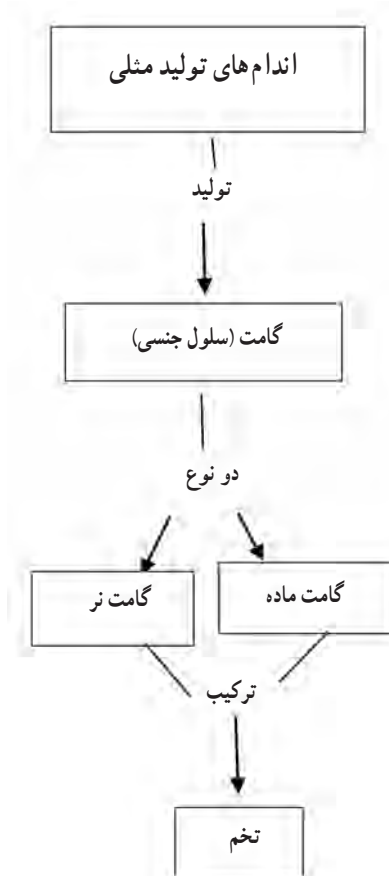 اندام‌های تولید مثلی
تولید
گامت (سلول جنسی)
دو نوع
گامت ماده
گامت نر
ترکیب
تخم